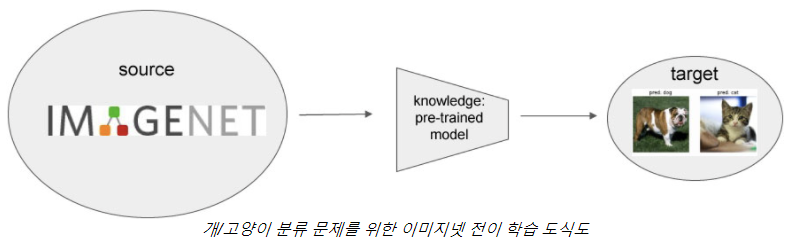 source
IMAGENET
knowledge:
pre-trained
model
target
pred: dog
pred: cat
개/고양이 분류 문제를 위한 이미지넷 전이 학습 도식도